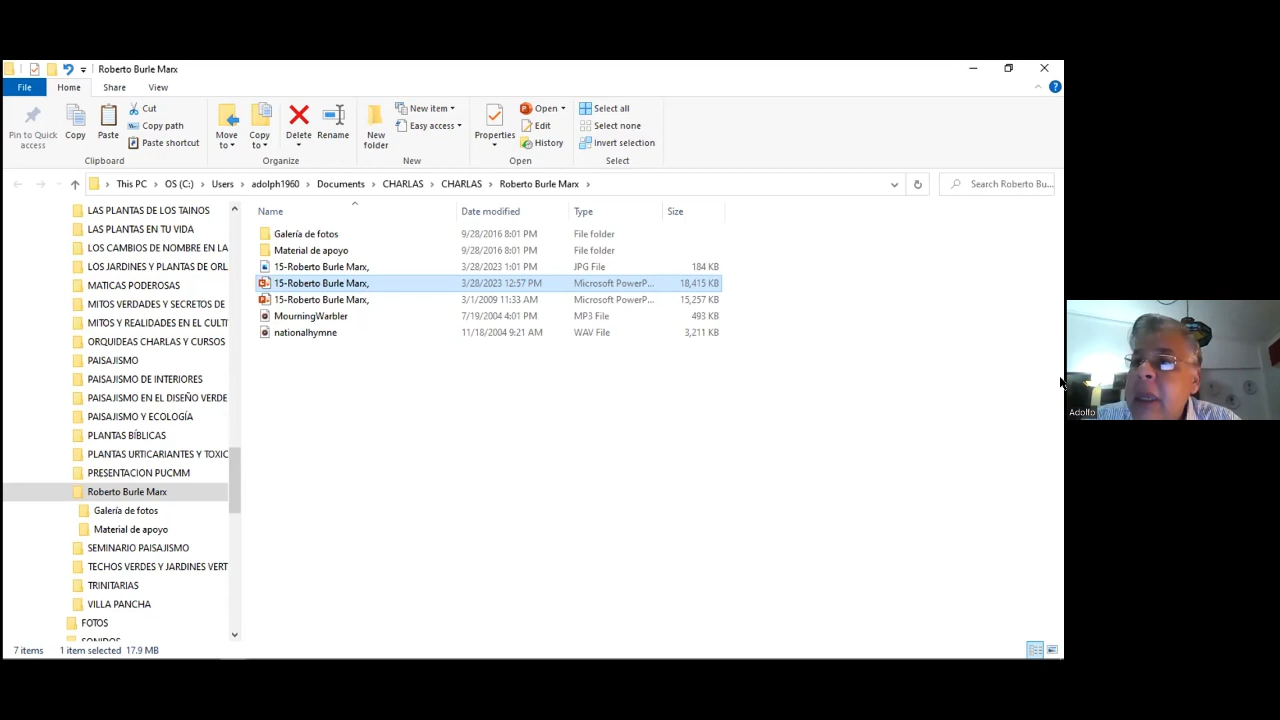 Roberto Burle Marx
File Home Share View
Pin to Quick access
Copy
Paste
Cut
Copy path
Paste shortcut
Clipboard
Move to
Copy to
Delete
Rename
Organize
New folder
New item
Easy access
New
Properties
Open
Edit
History
Open
Select all
Select none
Invert selection
Select
This PC > OS (C:) > Users > adolph1960 > Documents > CHARLAS > CHARLAS > Roberto Burle Marx >
Search Roberto Bu...
LAS PLANTAS DE LOS TAINOS
LAS PLANTAS EN TU VIDA
LOS CAMBIOS DE NOMBRE EN LA
LOS JARDINES Y PLANTAS DE ORL
MATICAS PODEROSAS
MITOS VERDADES Y SECRETOS DE
MITOS Y REALIDADES EN EL CULTI
ORQUIDEAS CHARLAS Y CURSOS
PAISAJISMO
PAISAJISMO DE INTERIORES
PAISAJISMO EN EL DISEÑO VERDE
PAISAJISMO Y ECOLOGÍA
PLANTAS BÍBLICAS
PLANTAS URTICARIANTES Y TOXIC
PRESENTACION PUCMM
Roberto Burle Marx
Galería de fotos
Material de apoyo
SEMINARIO PAISAJISMO
TECHOS VERDES Y JARDINES VERT
TRINITARIAS
VILLA PANCHA
FOTOS
SONIDOS
Name Date modified Type Size
Galería de fotos 9/28/2016 8:01 PM File folder
Material de apoyo 9/28/2016 8:01 PM File folder
15-Roberto Burle Marx, 3/28/2023 1:01 PM JPG File 184 KB
15-Roberto Burle Marx, 3/28/2023 12:57 PM Microsoft PowerP... 18,415 KB
15-Roberto Burle Marx, 3/1/2009 11:33 AM Microsoft PowerP... 15,257 KB
MourningWarbler 7/19/2004 4:01 PM MP3 File 493 KB
nationalhymne 11/18/2004 9:21 AM WAV File 3,211 KB
7 items 1 item selected 17.9 MB
Adolfo